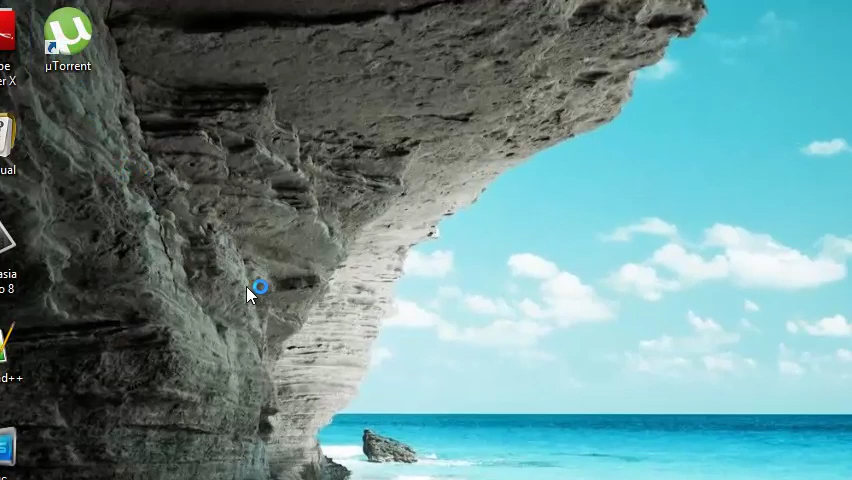 µTorrent
pe
er X
ual
asia
o 8
d++